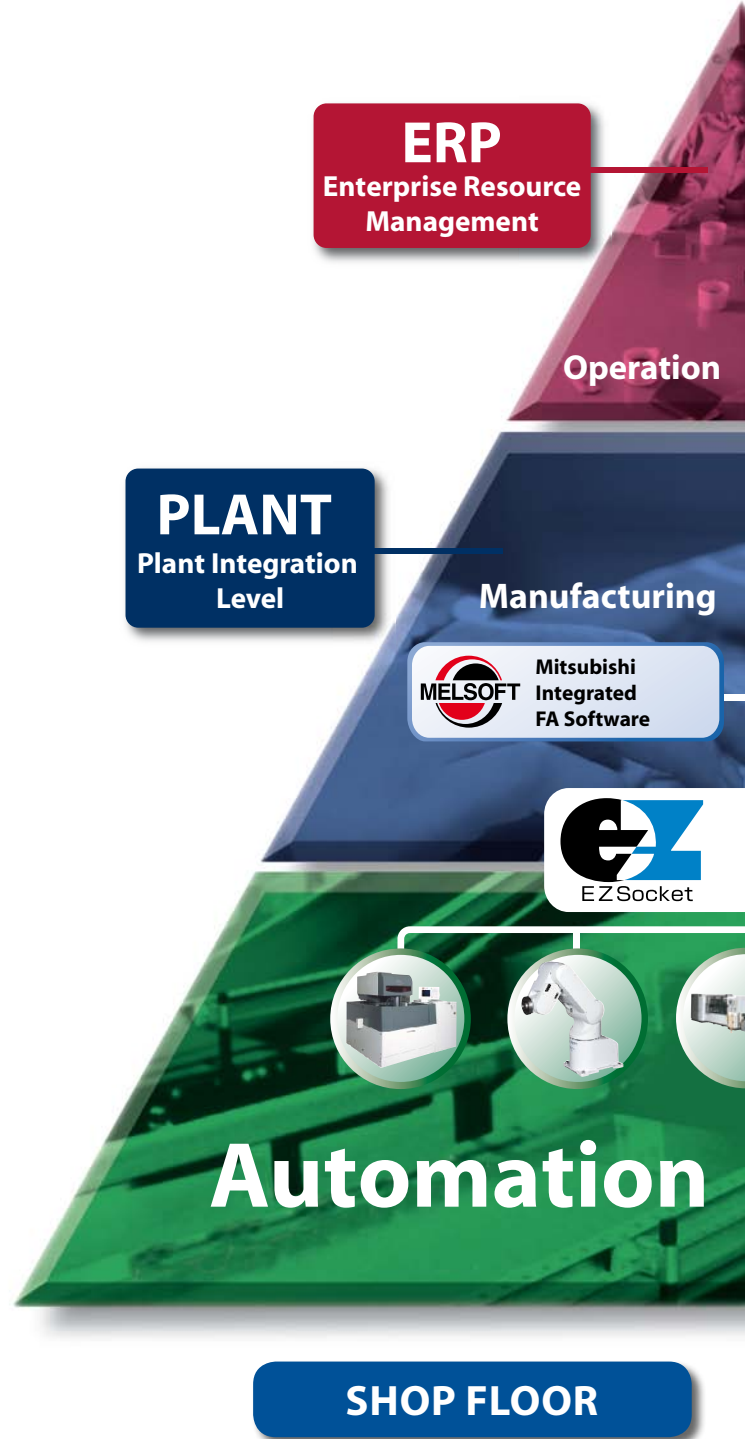 ERP
Enterprise Resource
Management
Operation
PLANT
Plant Integration
Level
Manufacturing
MELSOFT
Mitsubishi
Integrated
FA Software
eZ
EZSocket
Automation
SHOP FLOOR